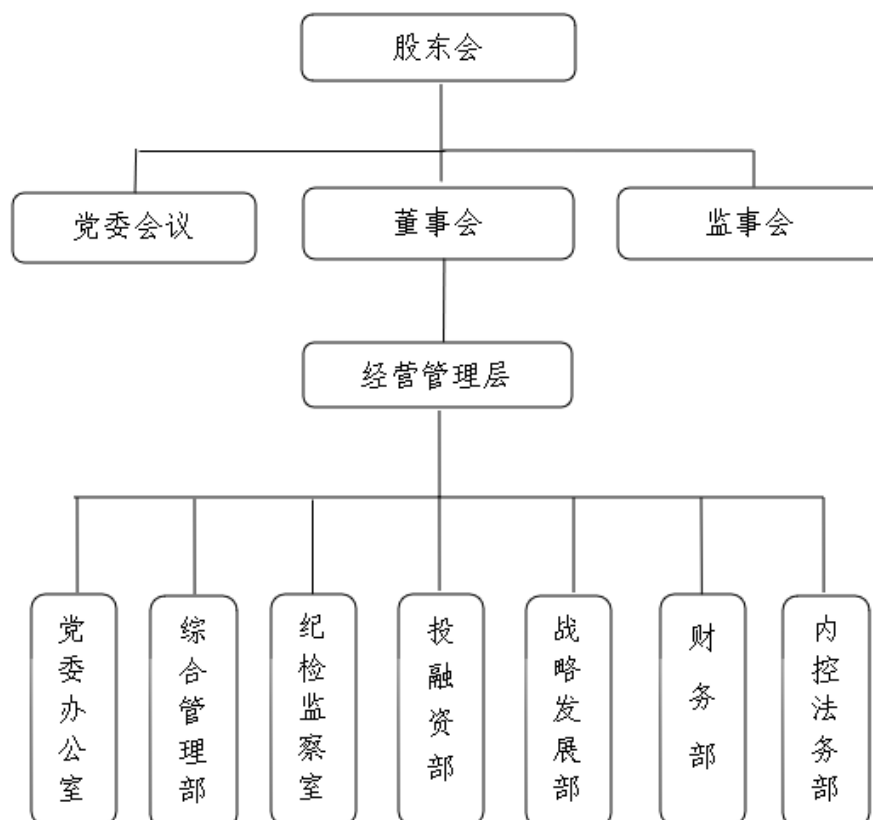 股东会
党委会议
董事会
监事会
经营管理层
党委办公室
综合管理部
纪检监察室
投融资部
战略发展部
财务部
内控法务部